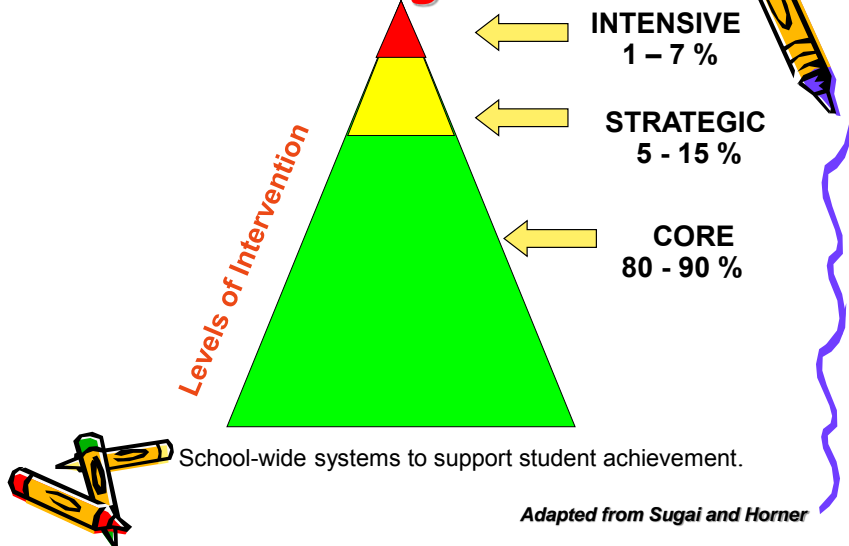 INTENSIVE
1 – 7 %
STRATEGIC
5 - 15 %
Levels of Intervention
CORE
80 - 90 %
School-wide systems to support student achievement.
Adapted from Sugai and Horner